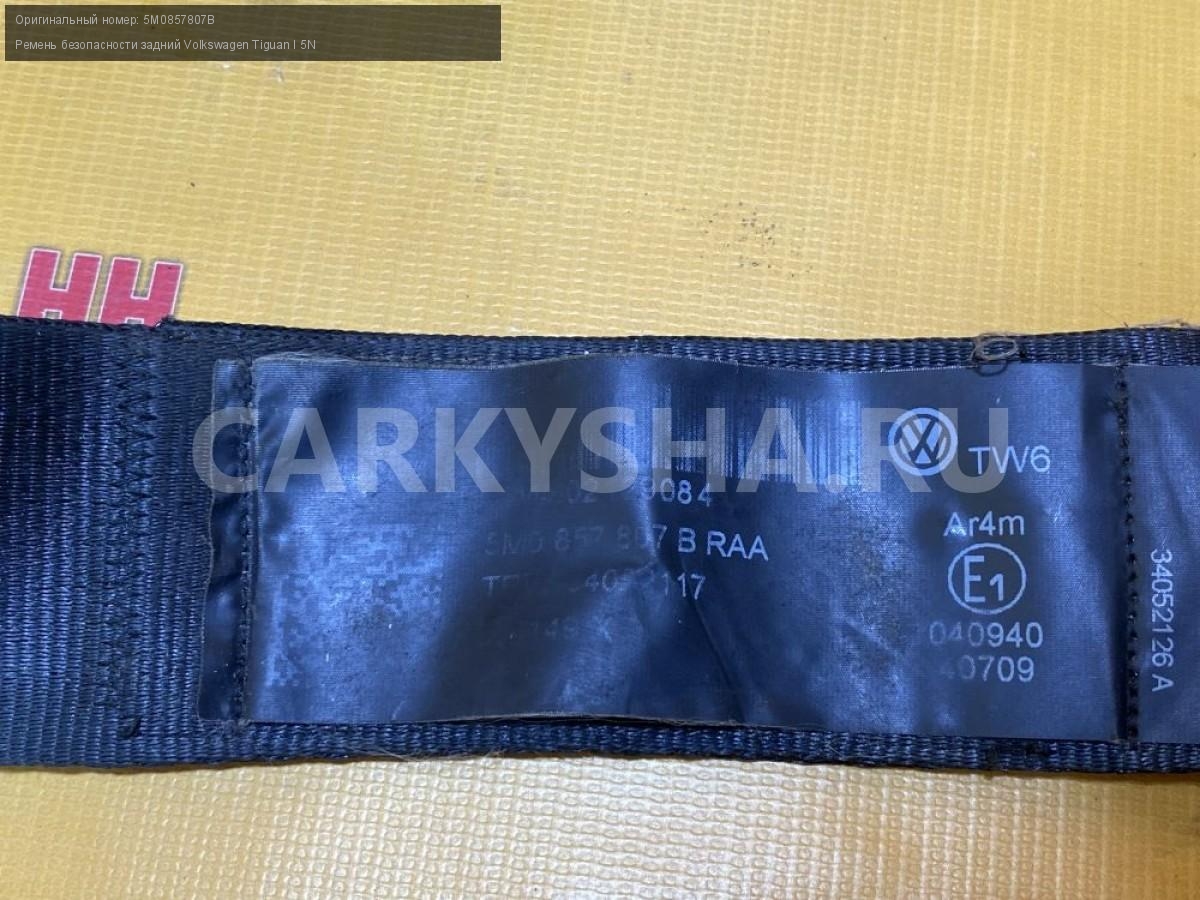 Оригинальный номер: 5M0857807B
Ремень безопасности задний Volkswagen Tiguan I 5N
HH
CARKYSHA.RU
TW6
5M0 857 807 B RAA
Ar4m
E1
040940
40709
34052126 A